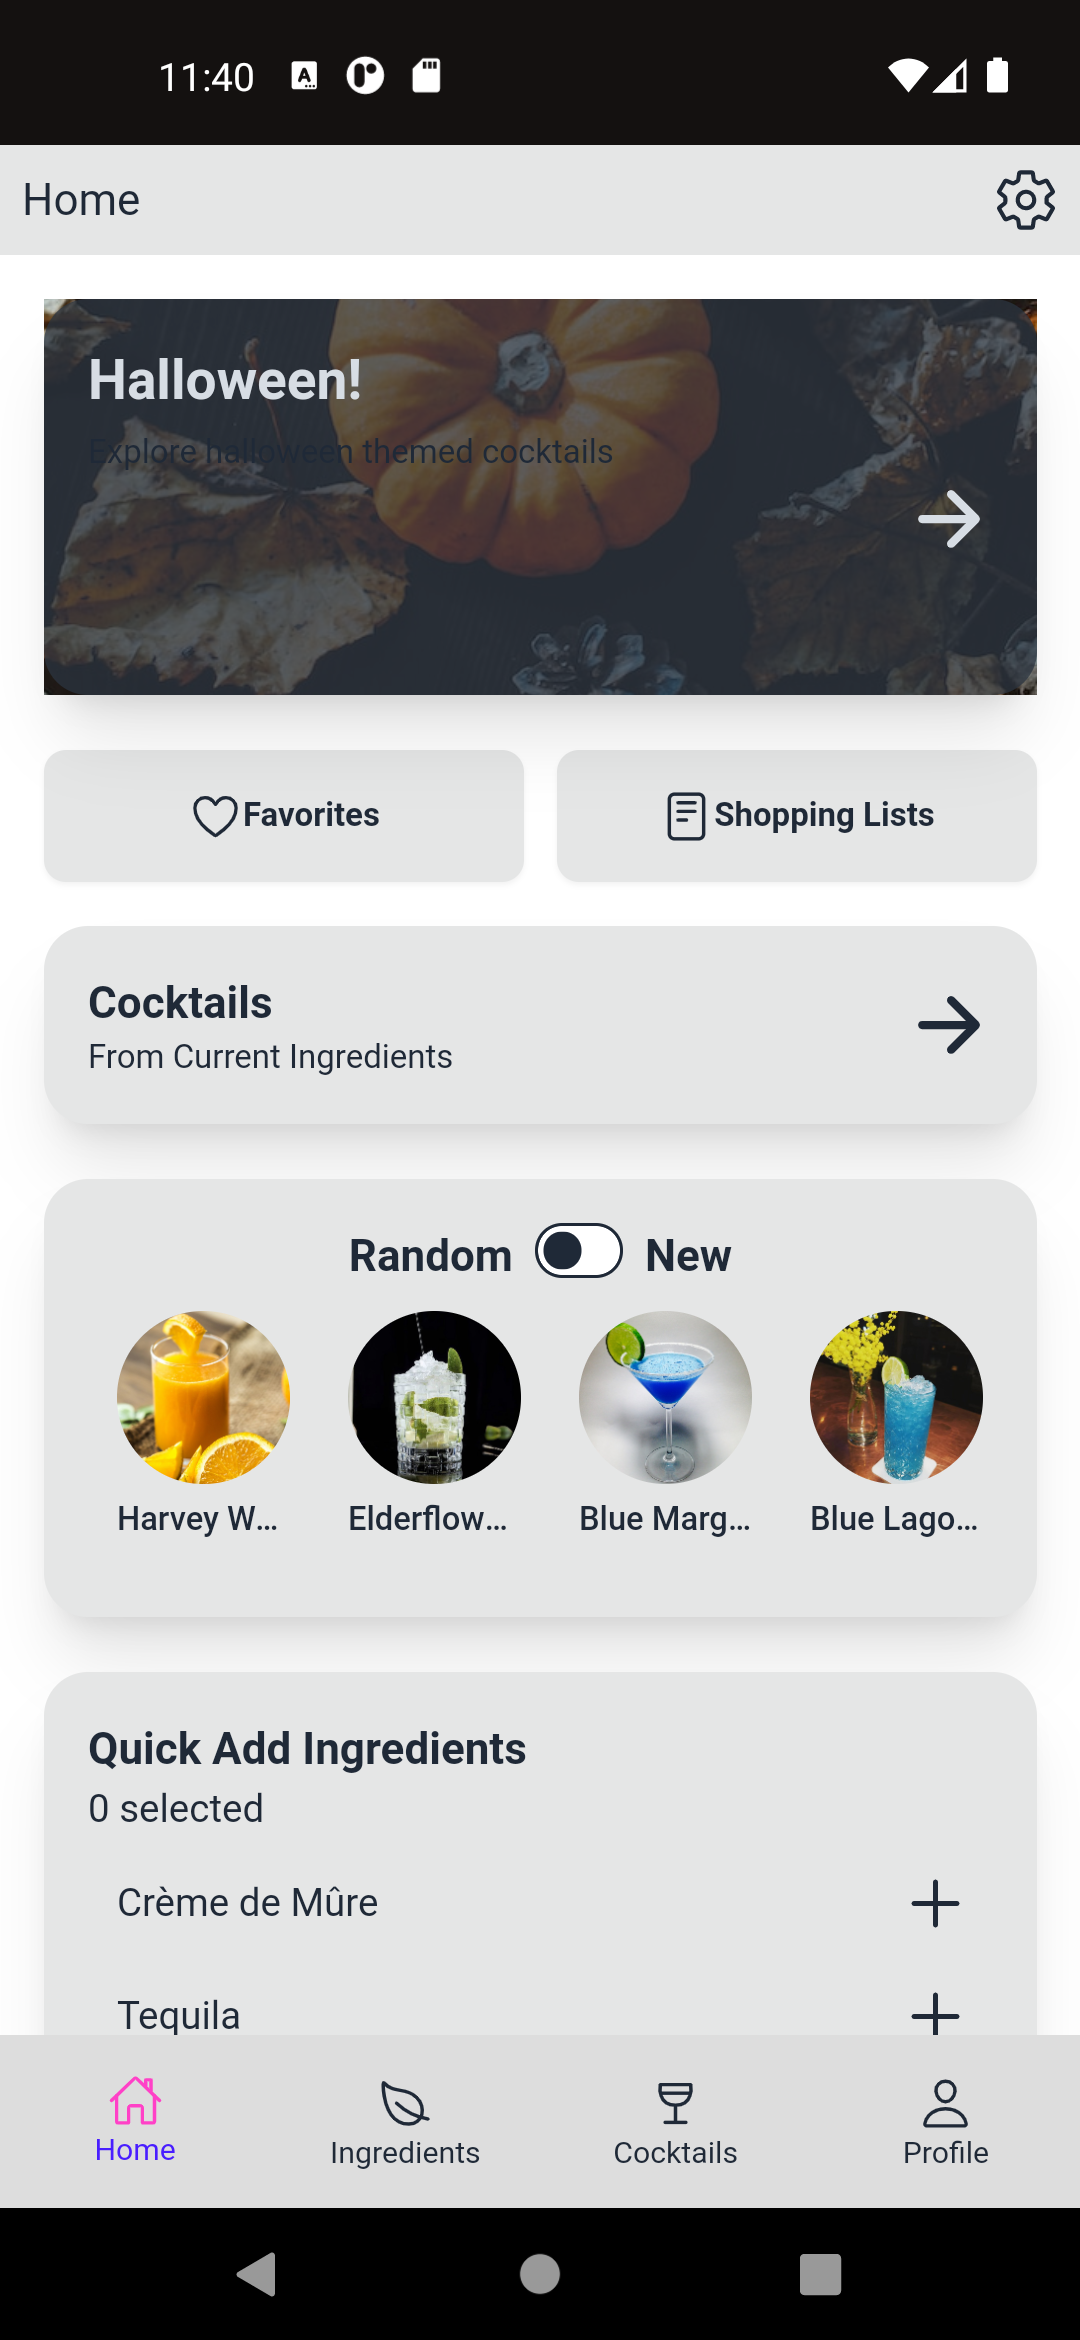 11:40
Home
Halloween!
Explore halloween themed cocktails
Favorites
Shopping Lists
Cocktails
From Current Ingredients
Random
New
Harvey W...
Elderflow...
Blue Marg...
Blue Lago...
Quick Add Ingredients
0 selected
Crème de Mûre
Tequila
Home
Ingredients
Cocktails
Profile